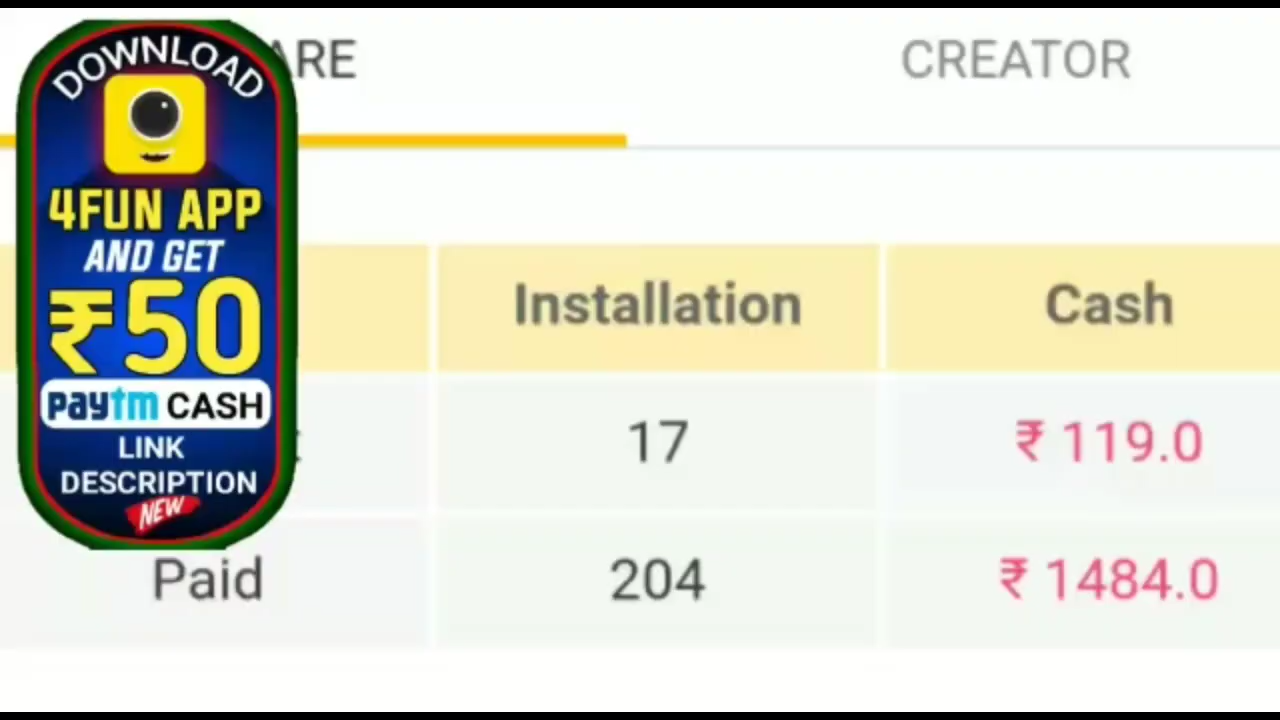 DOWNLOAD
4FUN APP
AND GET
₹50
paytm CASH
LINK
DESCRIPTION
NEW
CREATOR
Installation Cash
17 ₹ 119.0
Paid 204 ₹ 1484.0